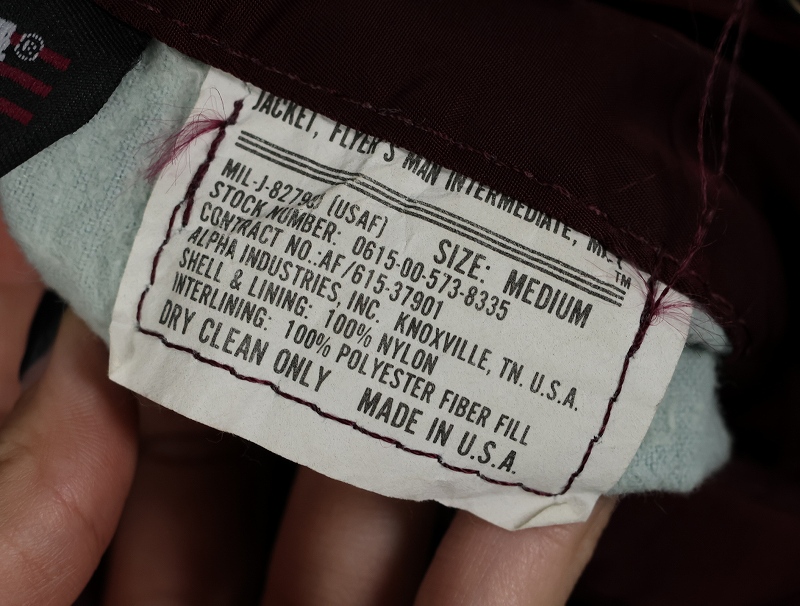 JACKET, FLYER'S MAN INTERMEDIATE,
SIZE: MEDIUM ™
MIL-J-8279 (USAF)
STOCK NUMBER: 0615-00-573-8335
CONTRACT NO.:AF/615-37901
ALPHA INDUSTRIES, INC. KNOXVILLE, TN. U.S.A.
SHELL & LINING: 100% NYLON
INTERLINING: 100% POLYESTER FIBER FILL
DRY CLEAN ONLY MADE IN U.S.A.
®